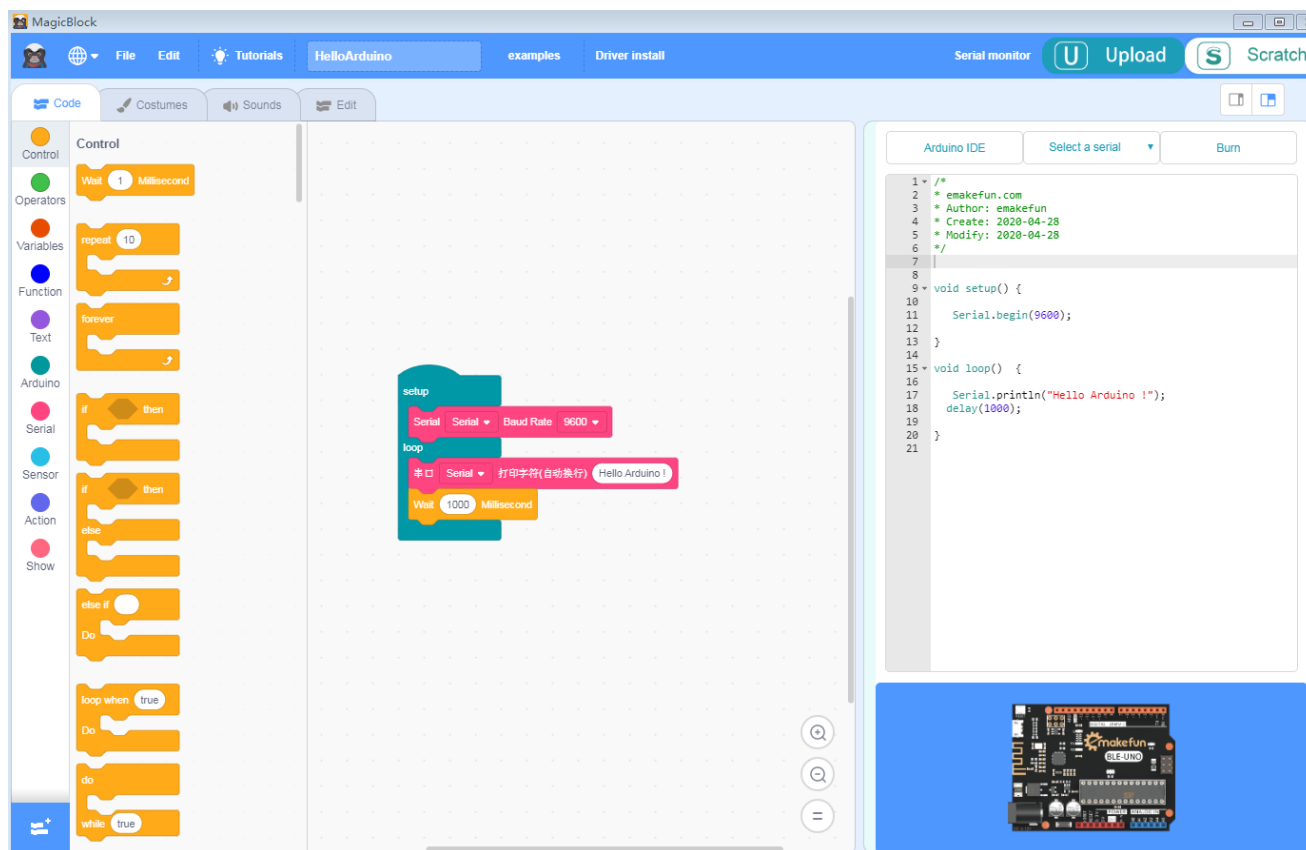 MagicBlock
File Edit Tutorials HelloArduino examples Driver install Serial monitor U Upload S Scratch
Code Costumes Sounds Edit
Control
Operators
Variables
Function
Text
Arduino
Serial
Sensor
Action
Show
Control
Wait 1 Millisecond
repeat 10
forever
if then
if then
else
else if
Do
loop when true
Do
do
while true
setup
Serial Serial Baud Rate 9600
loop
串口 Serial 打印字符(自动换行) Hello Arduino !
Wait 1000 Millisecond
Arduino IDE Select a serial Burn
1 /*
2 * emakefun.com
3 * Author: emakefun
4 * Create: 2020-04-28
5 * Modify: 2020-04-28
6 */
7
8
9 void setup() {
10
11 Serial.begin(9600);
12
13 }
14
15 void loop() {
16
17 Serial.println("Hello Arduino !");
18 delay(1000);
19
20 }
21
emakefun
BLE-UNO